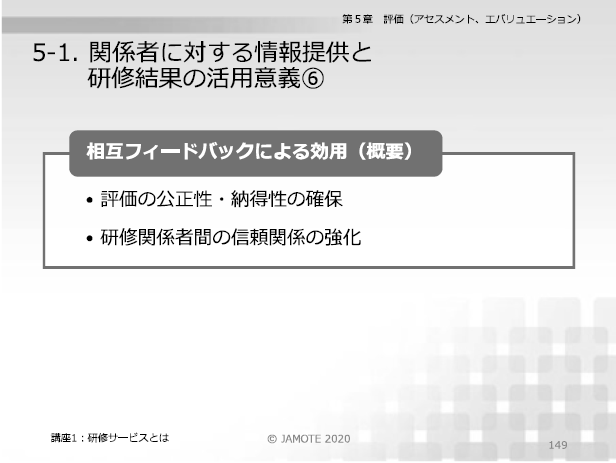 第５章　評価（アセスメント、エバリュエーション）
5-1. 関係者に対する情報提供と
研修結果の活用意義⑥
相互フィードバックによる効用（概要）
• 評価の公正性・納得性の確保
• 研修関係者間の信頼関係の強化
講座1：研修サービスとは
© JAMOTE 2020
149